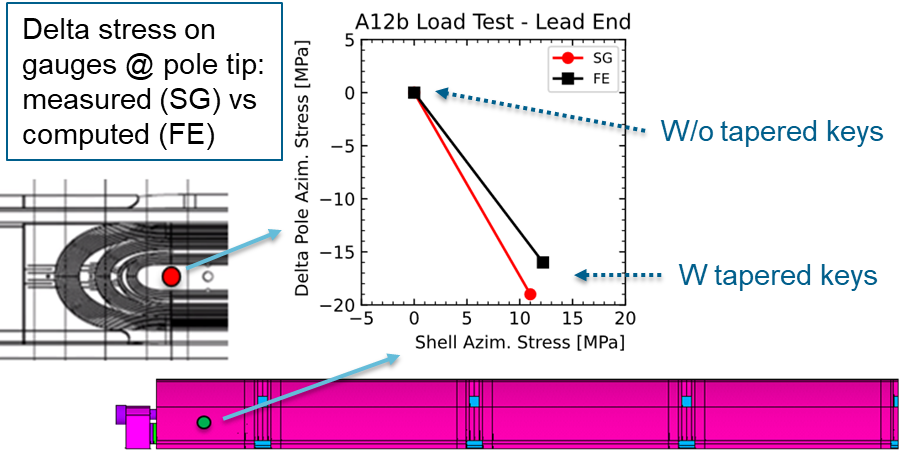 Delta stress on
gauges @ pole tip:
measured (SG) vs
computed (FE)
A12b Load Test - Lead End
Delta Pole Azim. Stress [MPa]
5
0
−5
−10
−15
−20
SG
FE
W/o tapered keys
W tapered keys
−5
0
5
10
15
20
Shell Azim. Stress [MPa]